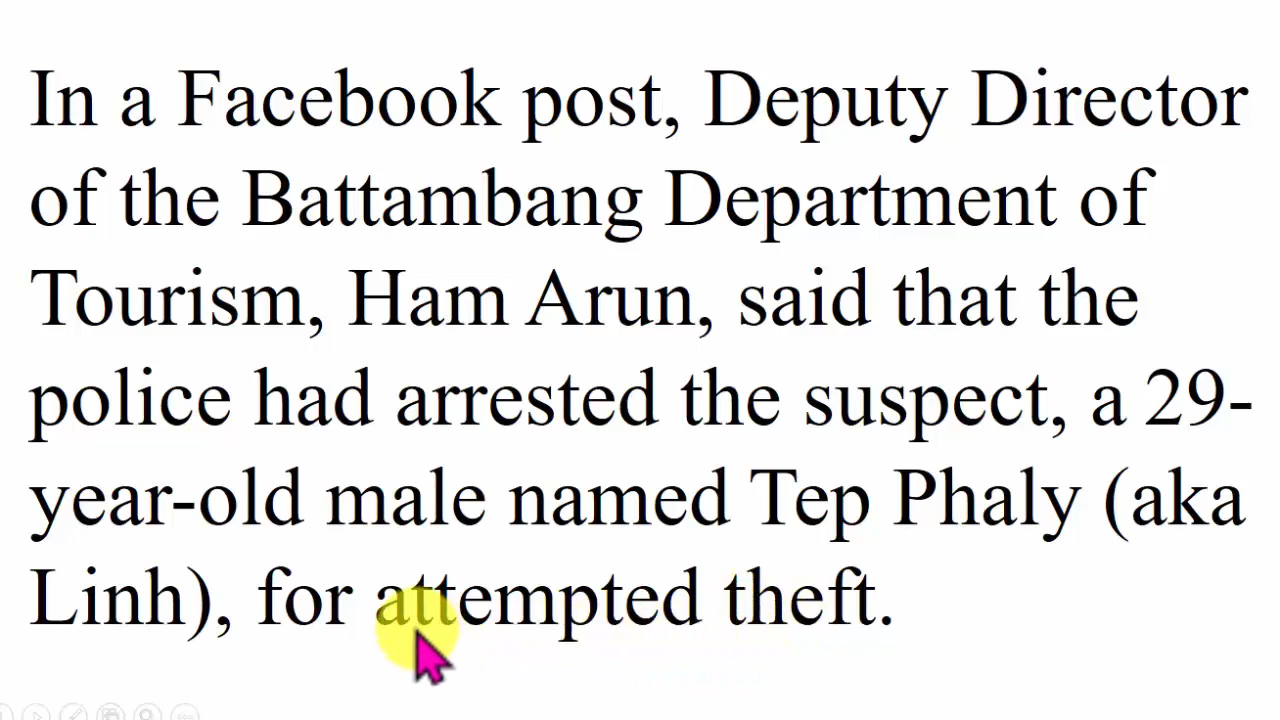 In a Facebook post, Deputy Director
of the Battambang Department of
Tourism, Ham Arun, said that the
police had arrested the suspect, a 29-
year-old male named Tep Phaly (aka
Linh), for attempted theft.